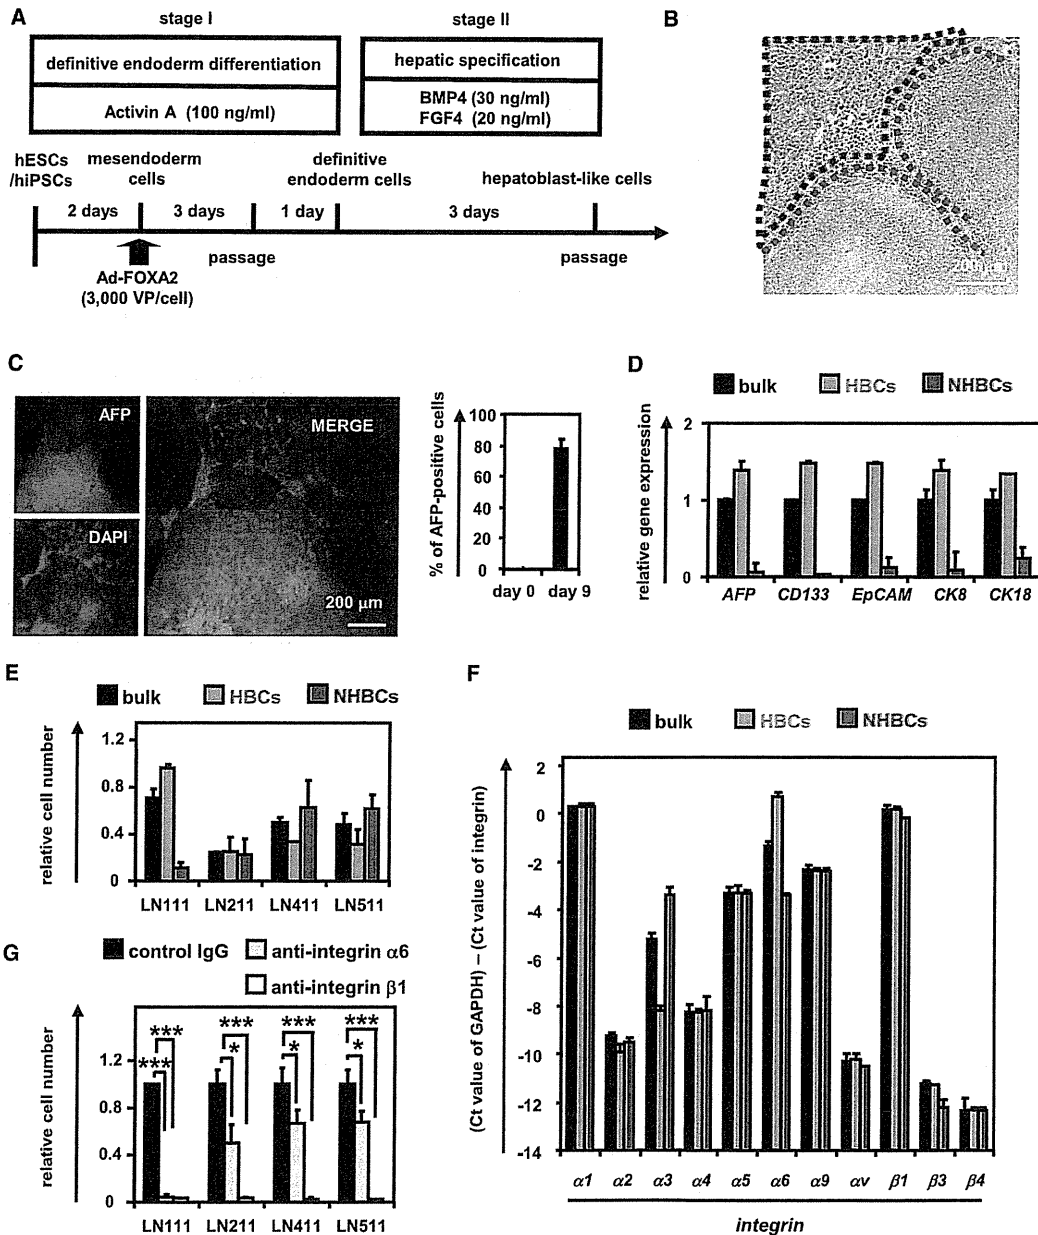 A
stage I
stage II
definitive endoderm differentiation
Activin A (100 ng/ml)
hepatic specification
BMP4 (30 ng/ml)
FGF4 (20 ng/ml)
hESCs
/hiPSCs
mesendoderm
cells
definitive
endoderm cells
hepatoblast-like cells
2 days
3 days
1 day
3 days
passage
passage
Ad-FOXA2
(3,000 VP/cell)
B
200 μm
C
AFP
DAPI
MERGE
200 μm
% of AFP-positive cells
100
80
60
40
20
0
day 0
day 9
D
bulk
HBCs
NHBCs
relative gene expression
2
1
0
AFP
CD133
EpCAM
CK8
CK18
E
bulk
HBCs
NHBCs
relative cell number
1.2
0.8
0.4
0
LN111
LN211
LN411
LN511
F
bulk
HBCs
NHBCs
(Ct value of GAPDH) – (Ct value of integrin)
2
0
-2
-4
-6
-8
-10
-12
-14
α1
α2
α3
α4
α5
α6
α9
αv
β1
β3
β4
integrin
G
control IgG
anti-integrin α6
anti-integrin β1
relative cell number
1.2
0.8
0.4
0
***
***
***
*
***
*
***
*
LN111
LN211
LN411
LN511